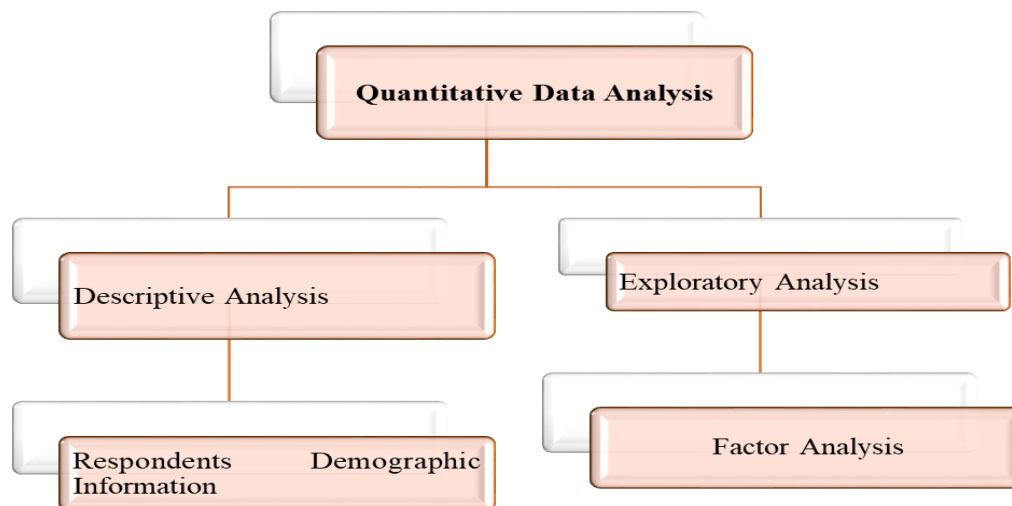 Quantitative Data Analysis
Descriptive Analysis
Exploratory Analysis
Respondents Demographic
Information
Factor Analysis